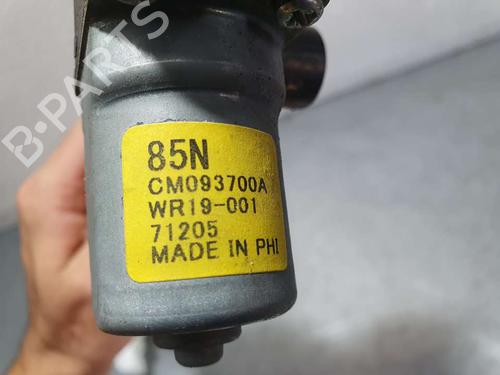 B-PARTS
85N
CM093700A
WR19-001
71205
MADE IN PHI